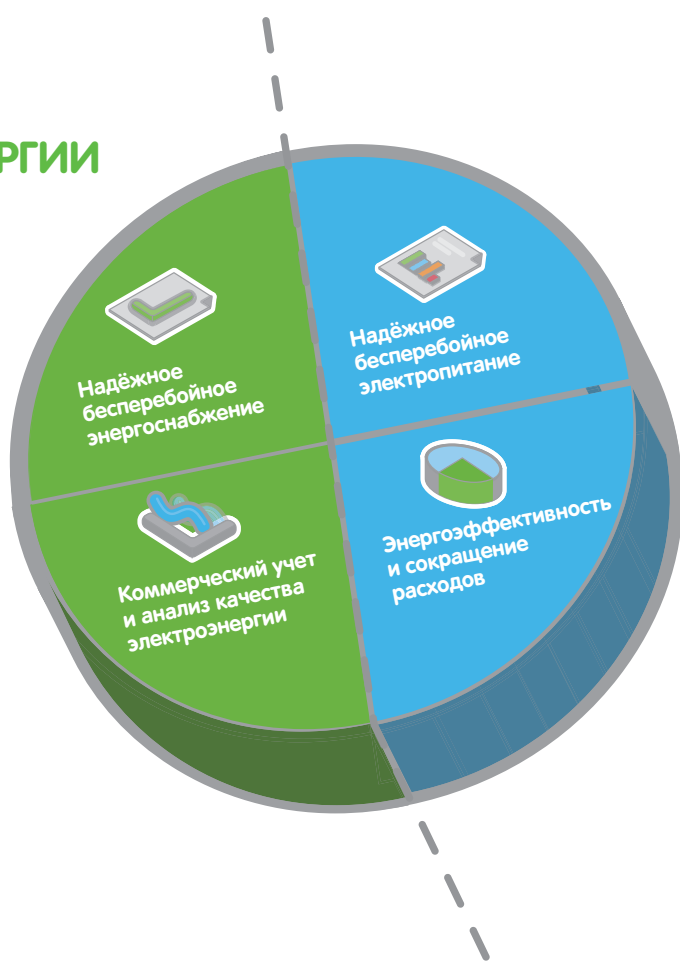 РГИИ
Надёжное
бесперебойное
энергоснабжение
Надёжное
бесперебойное
электропитание
Коммерческий учет
и анализ качества
электроэнергии
Энергоэффективность
и сокращение
расходов